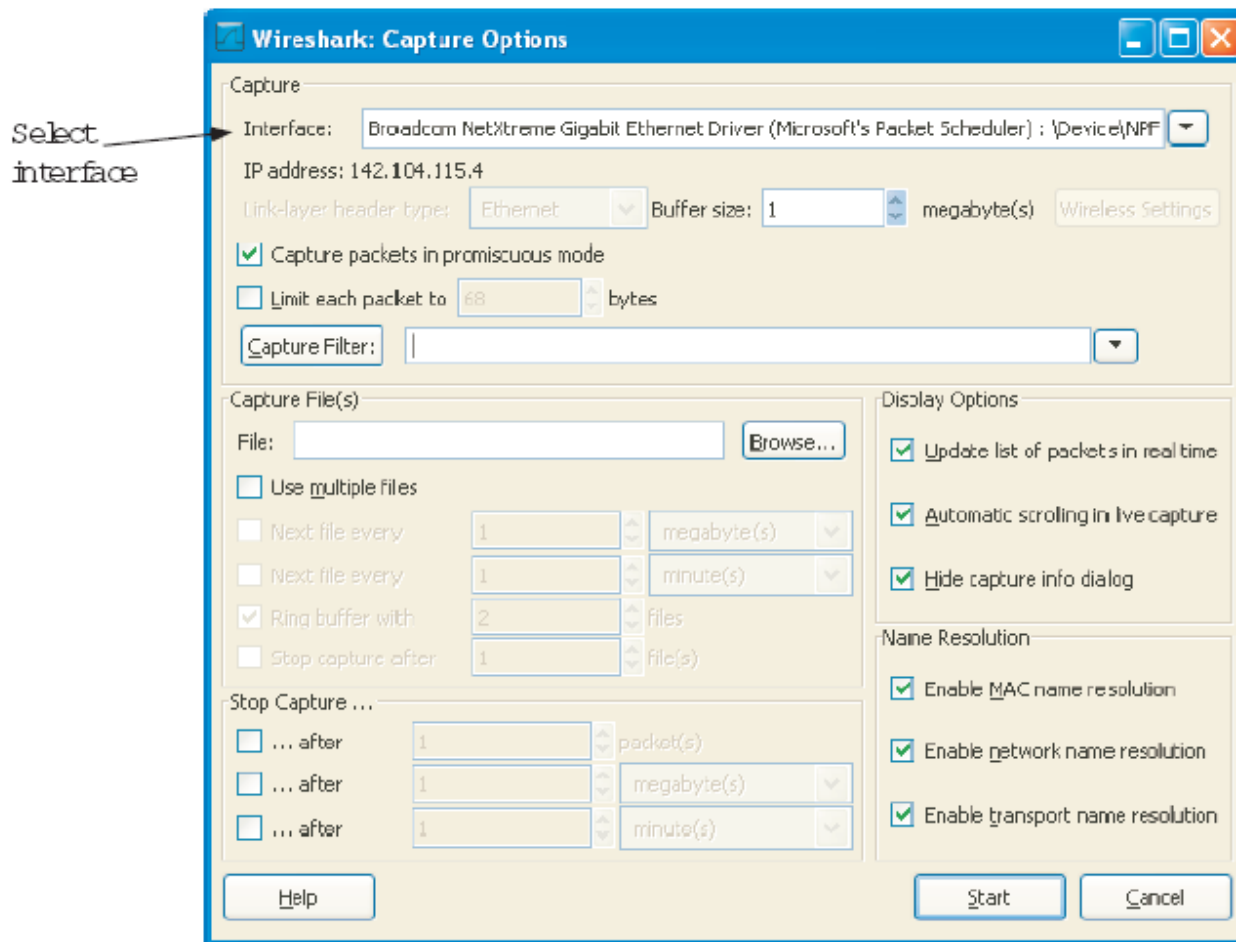 Wireshark: Capture Options
Capture
Select
interface
Interface: Broadcom NetXtreme Gigabit Ethernet Driver (Microsoft's Packet Scheduler) : \Device\NPF
IP address: 142.104.115.4
Link-layer header type: Ethernet Buffer size: 1 megabyte(s) Wireless Settings
Capture packets in promiscuous mode
Limit each packet to 68 bytes
Capture Filter:
Capture File(s)
File: Browse...
Use multiple files
Next file every 1 megabyte(s)
Next file every 1 minute(s)
Ring buffer with 2 files
Stop capture after 1 file(s)
Stop Capture ...
... after 1 packet(s)
... after 1 megabyte(s)
... after 1 minute(s)
Display Options
Update list of packets in real time
Automatic scrolling in live capture
Hide capture info dialog
Name Resolution
Enable MAC name resolution
Enable network name resolution
Enable transport name resolution
Help Start Cancel